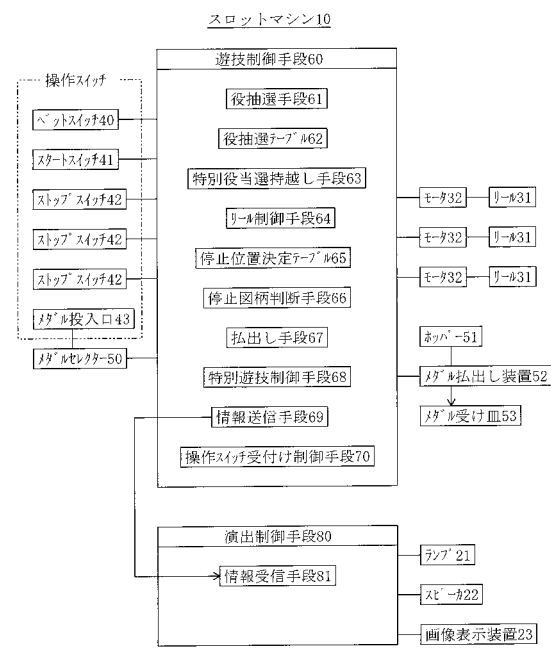 スロットマシン10
遊技制御手段60
操作スイッチ
ベットスイッチ40
スタートスイッチ41
ストップスイッチ42
ストップスイッチ42
ストップスイッチ42
メダル投入口43
メダルセレクター50
役抽選手段61
役抽選テーブル62
特別役当選持越し手段63
リール制御手段64
停止位置決定テーブル65
停止図柄判断手段66
払出し手段67
特別遊技制御手段68
情報送信手段69
操作スイッチ受付け制御手段70
モータ32
リール31
モータ32
リール31
モータ32
リール31
ホッパー51
メダル払出し装置52
メダル受け皿53
演出制御手段80
情報受信手段81
ランプ21
スピーカ22
画像表示装置23